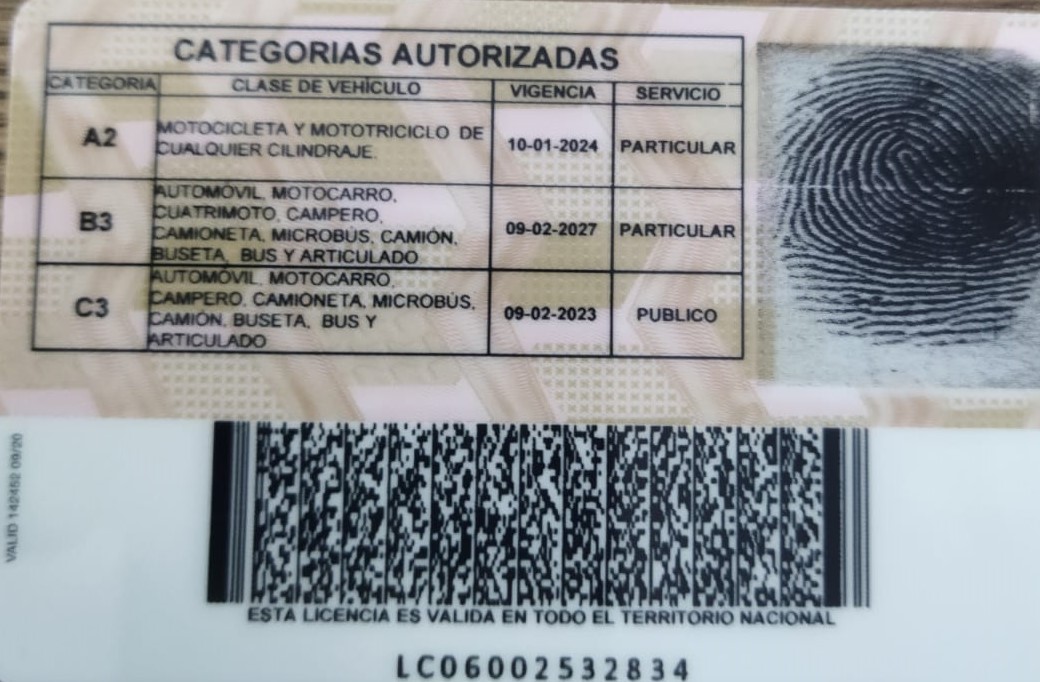 CATEGORIAS AUTORIZADAS
CATEGORIA CLASE DE VEHÍCULO VIGENCIA SERVICIO
A2 MOTOCICLETA Y MOTOTRICICLO DE CUALQUIER CILINDRAJE. 10-01-2024 PARTICULAR
B3 AUTOMÓVIL, MOTOCARRO, CUATRIMOTO, CAMPERO, CAMIONETA, MICROBÚS, CAMIÓN, BUSETA, BUS Y ARTICULADO 09-02-2027 PARTICULAR
C3 AUTOMÓVIL, MOTOCARRO, CAMPERO, CAMIONETA, MICROBÚS, CAMIÓN, BUSETA, BUS Y ARTICULADO 09-02-2023 PUBLICO
VALID 142452 09/20
ESTA LICENCIA ES VALIDA EN TODO EL TERRITORIO NACIONAL
LC06002532834